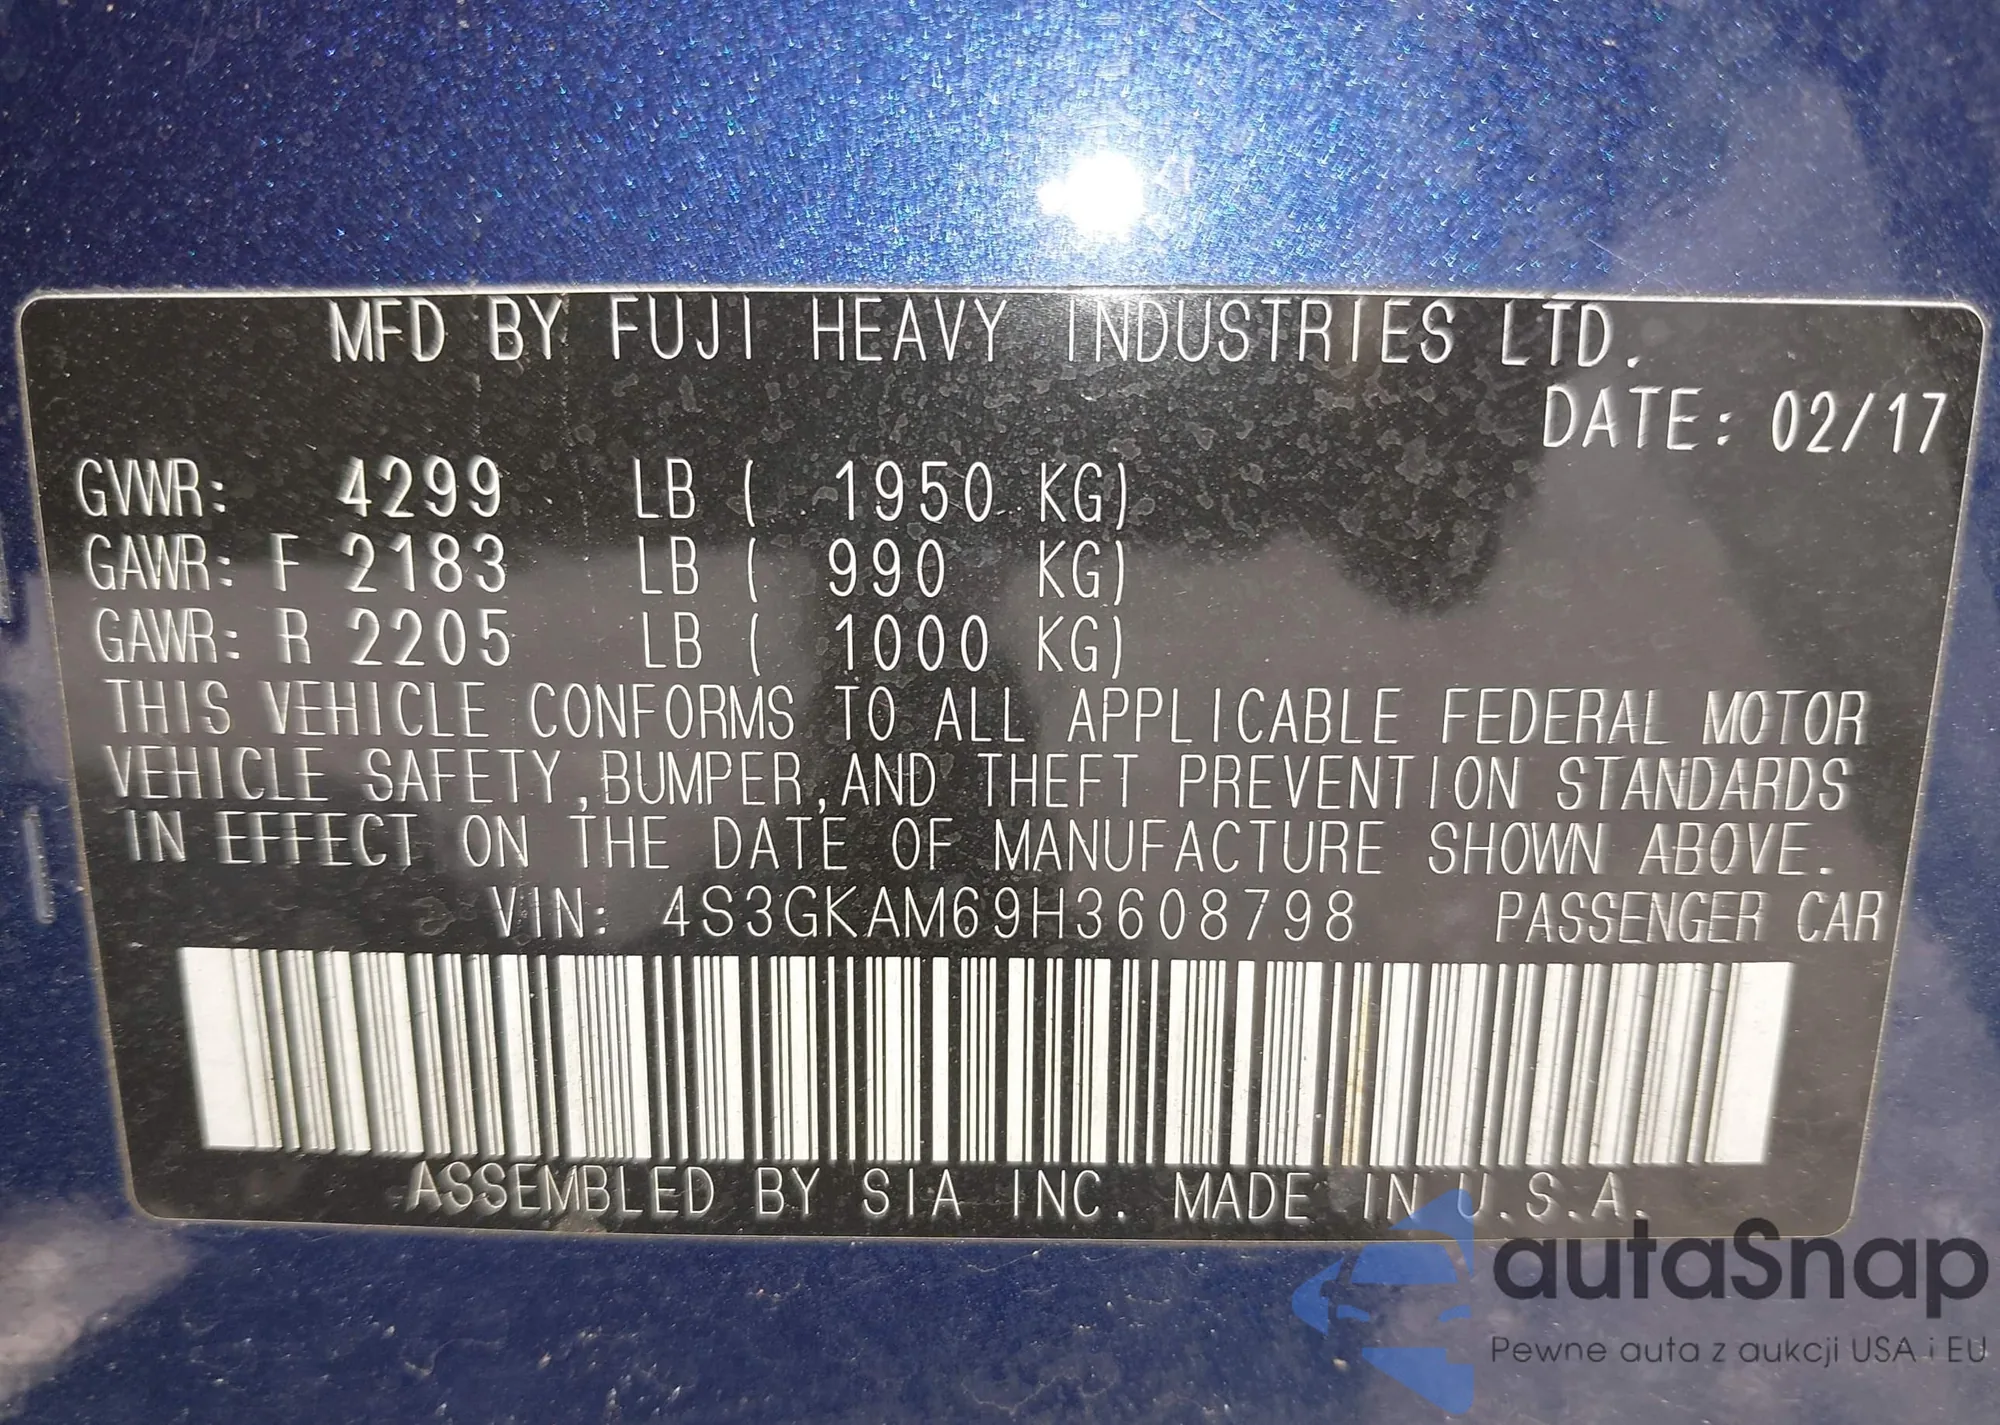 MFD BY FUJI HEAVY INDUSTRIES LTD.
DATE: 02/17
GVWR: 4299 LB ( 1950 KG)
GAWR: F 2183 LB ( 990 KG)
GAWR: R 2205 LB ( 1000 KG)
THIS VEHICLE CONFORMS TO ALL APPLICABLE FEDERAL MOTOR
VEHICLE SAFETY,BUMPER,AND THEFT PREVENTION STANDARDS
IN EFFECT ON THE DATE OF MANUFACTURE SHOWN ABOVE.
VIN: 4S3GKAM69H3608798 PASSENGER CAR
ASSEMBLED BY SIA INC. MADE IN U.S.A.
autaSnap
Pewne auta z aukcji USA i EU